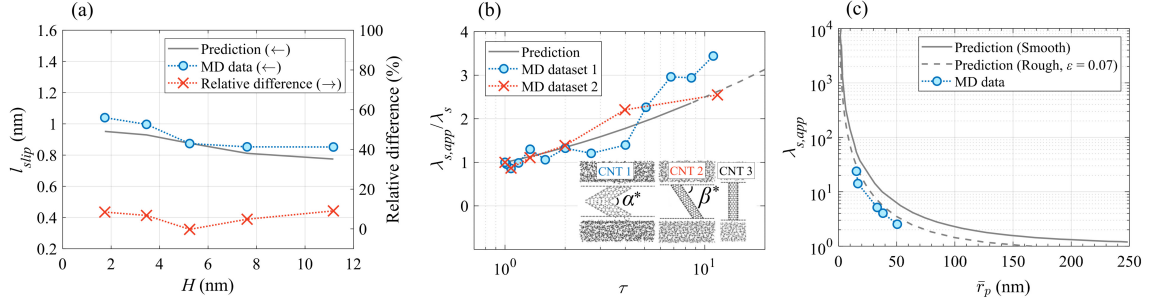 (a)
1.6
1.4
1.2
1
0.8
0.6
0.4
0.2
l_slip (nm)
100
80
60
40
20
0
Relative difference (%)
Prediction (←)
MD data (←)
Relative difference (→)
0 2 4 6 8 10 12
H (nm)
(b)
4
3
2
1
0
λ_s,app/λ_s
Prediction
MD dataset 1
MD dataset 2
CNT 1 CNT 2 CNT 3
α* β*
10^0 10^1
τ
(c)
10^4
10^3
10^2
10^1
10^0
λ_s,app
Prediction (Smooth)
Prediction (Rough, ε = 0.07)
MD data
0 50 100 150 200 250
r̄_p (nm)